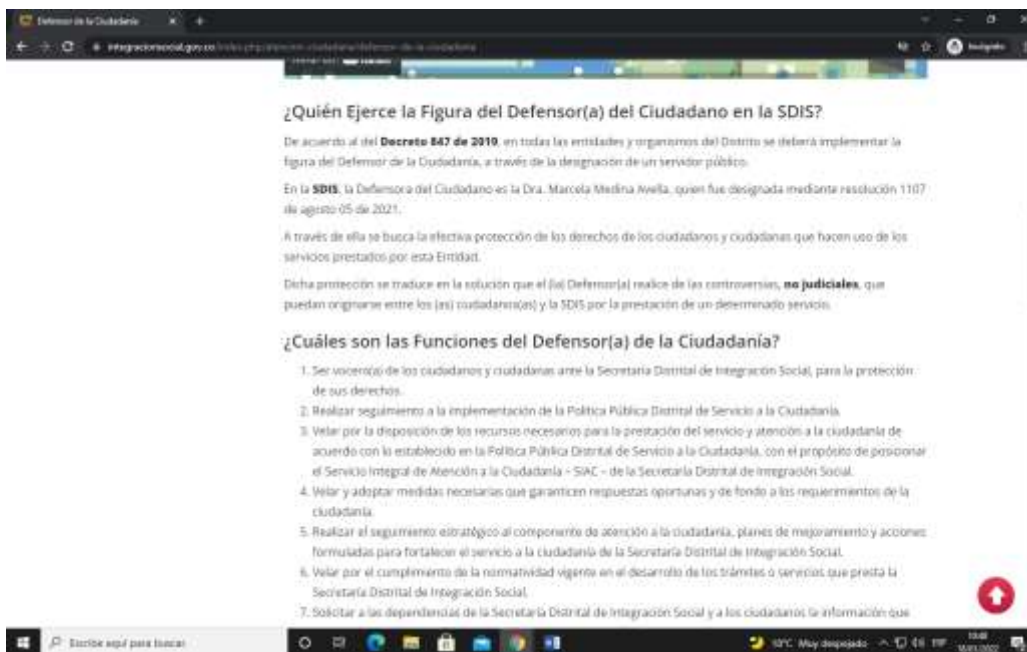 Defensor de la Ciudadanía
integracionsocial.gov.co/index.php/atencion-ciudadania/defensor-de-la-ciudadania
Incógnito
¿Quién Ejerce la Figura del Defensor(a) del Ciudadano en la SDIS?
De acuerdo al del Decreto 847 de 2019, en todas las entidades y organismos del Distrito se deberá implementar la
figura del Defensor de la Ciudadanía, a través de la designación de un servidor público.
En la SDIS, la Defensora del Ciudadano es la Dra. Marcela Medina Avella, quien fue designada mediante resolución 1107
de agosto 05 de 2021.
A través de ella se busca la efectiva protección de los derechos de los ciudadanos y ciudadanas que hacen uso de los
servicios prestados por esta Entidad.
Dicha protección se traduce en la solución que el (la) Defensor(a) realice de las controversias, no judiciales, que
puedan originarse entre los (as) ciudadanos(as) y la SDIS por la prestación de un determinado servicio.
¿Cuáles son las Funciones del Defensor(a) de la Ciudadanía?
1. Ser vocero(a) de los ciudadanos y ciudadanas ante la Secretaría Distrital de Integración Social, para la protección
de sus derechos.
2. Realizar seguimiento a la implementación de la Política Pública Distrital de Servicio a la Ciudadanía.
3. Velar por la disposición de los recursos necesarios para la prestación del servicio y atención a la ciudadanía de
acuerdo con lo establecido en la Política Pública Distrital de Servicio a la Ciudadanía, con el propósito de posicionar
el Servicio Integral de Atención a la Ciudadanía – SIAC – de la Secretaría Distrital de Integración Social.
4. Velar y adoptar medidas necesarias que garanticen respuestas oportunas y de fondo a los requerimientos de la
ciudadanía.
5. Realizar el seguimiento estratégico al componente de atención a la ciudadanía, planes de mejoramiento y acciones
formuladas para fortalecer el servicio a la ciudadanía de la Secretaría Distrital de Integración Social.
6. Velar por el cumplimiento de la normatividad vigente en el desarrollo de los trámites o servicios que presta la
Secretaría Distrital de Integración Social.
7. Solicitar a las dependencias de la Secretaría Distrital de Integración Social y a los ciudadanos la información que
Escribe aquí para buscar
10°C Muy despejado
ESP